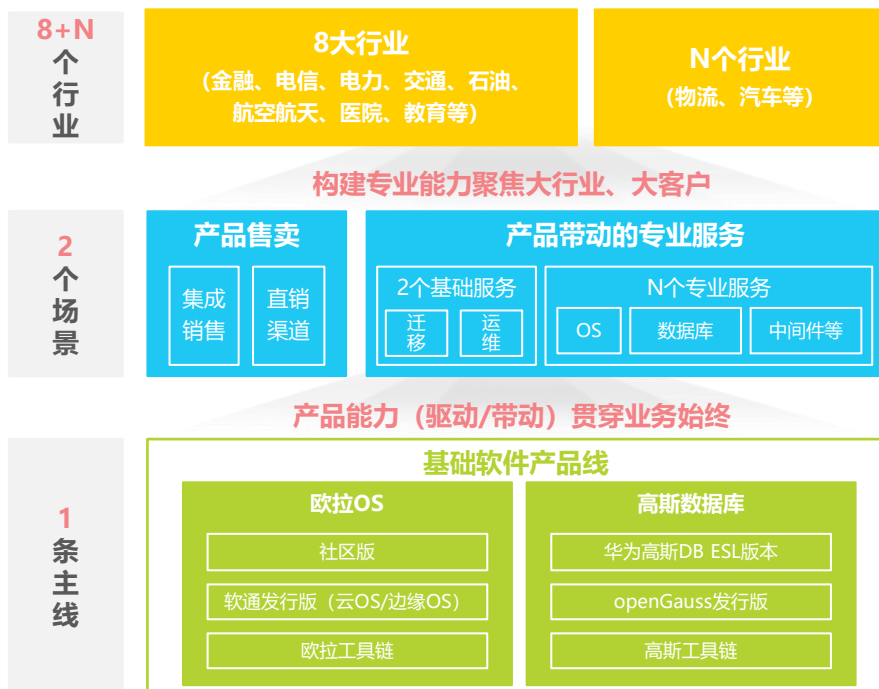 8+N
个
行
业
8大行业
(金融、电信、电力、交通、石油、
航空航天、医院、教育等)
N个行业
(物流、汽车等)
构建专业能力聚焦大行业、大客户
2
个
场
景
产品售卖
集成
销售
直销
渠道
产品带动的专业服务
2个基础服务
迁
移
运
维
N个专业服务
OS
数据库
中间件等
产品能力（驱动/带动）贯穿业务始终
1
条
主
线
基础软件产品线
欧拉OS
社区版
软通发行版（云OS/边缘OS）
欧拉工具链
高斯数据库
华为高斯DB ESL版本
openGauss发行版
高斯工具链